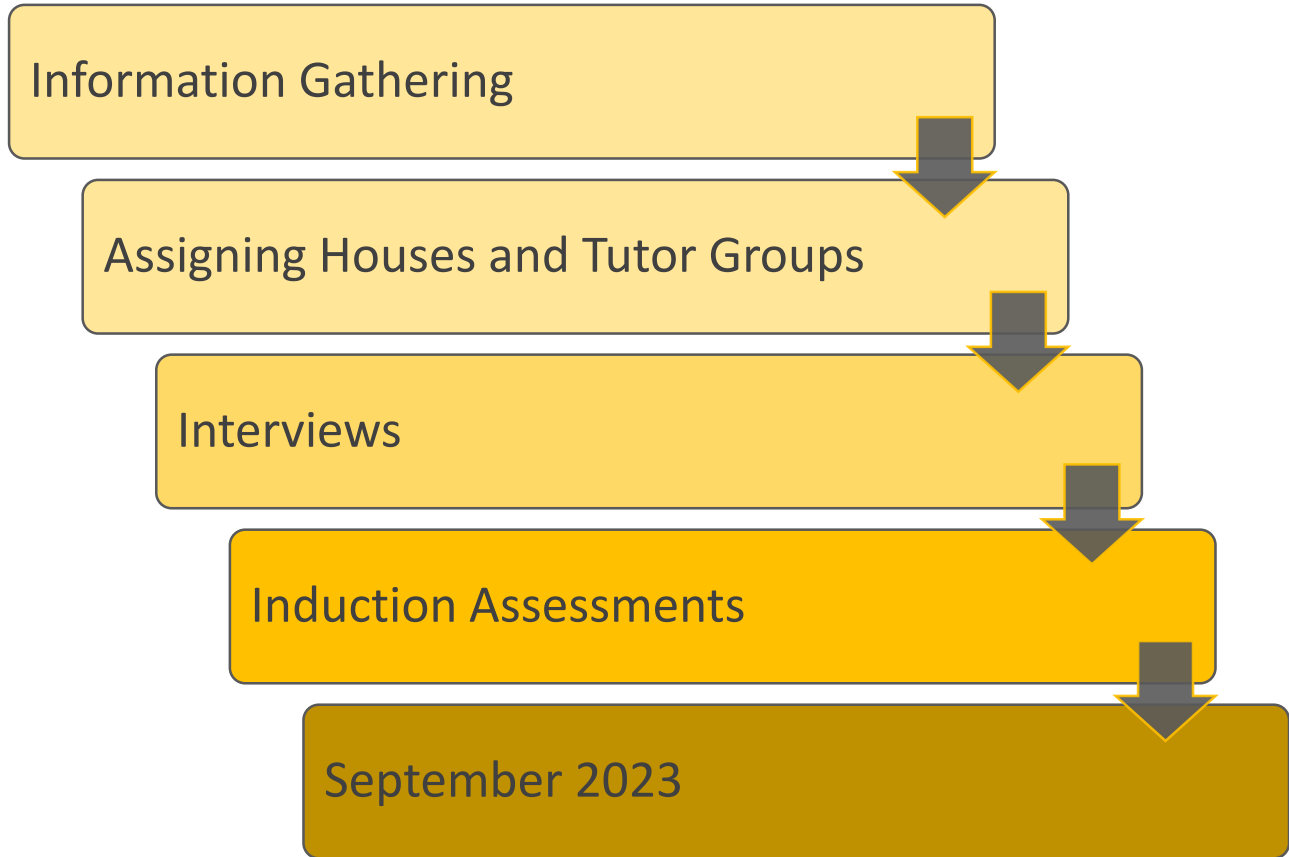 Information Gathering
Assigning Houses and Tutor Groups
Interviews
Induction Assessments
September 2023